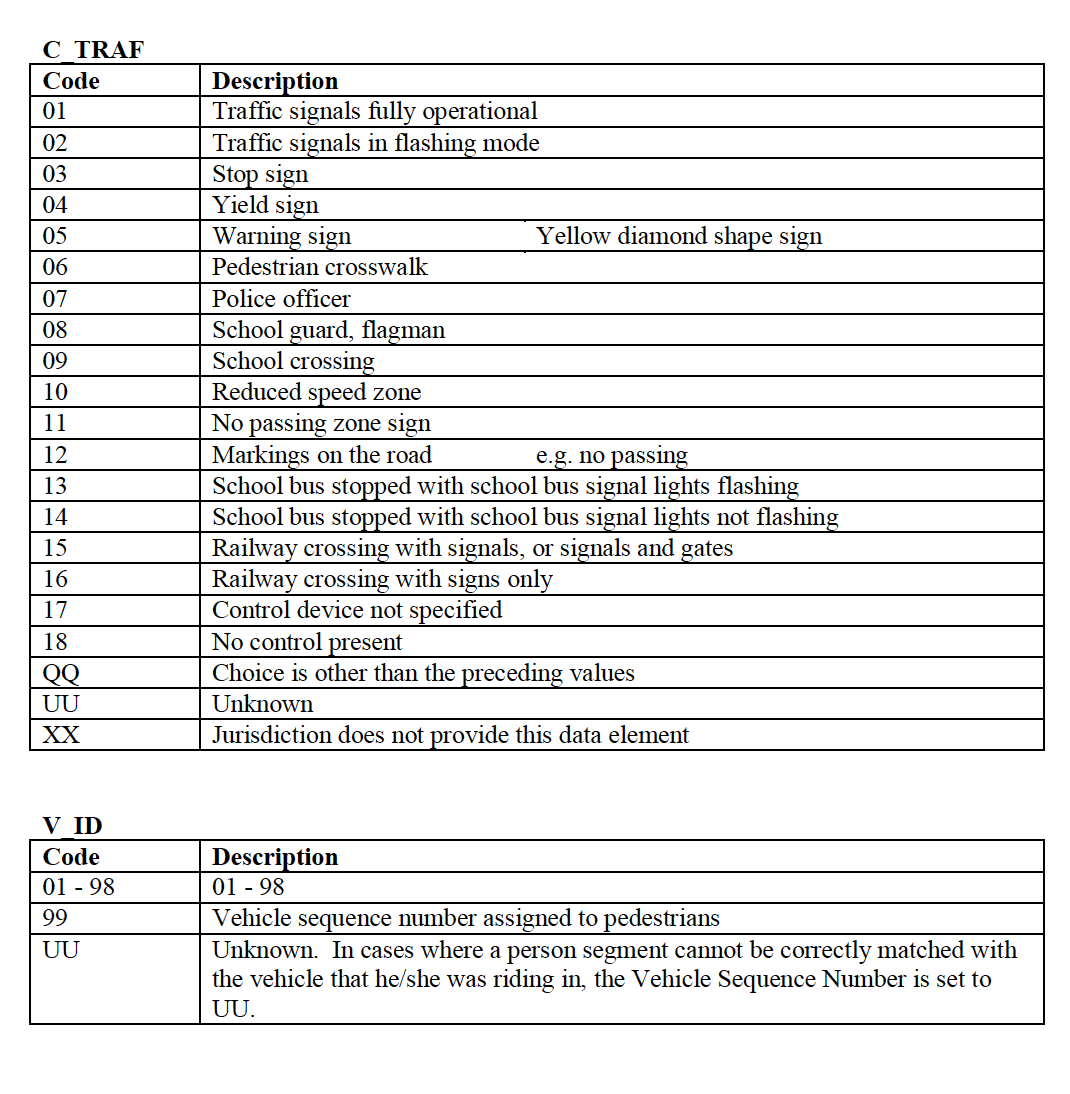 C_TRAF
Code Description
01 Traffic signals fully operational
02 Traffic signals in flashing mode
03 Stop sign
04 Yield sign
05 Warning sign Yellow diamond shape sign
06 Pedestrian crosswalk
07 Police officer
08 School guard, flagman
09 School crossing
10 Reduced speed zone
11 No passing zone sign
12 Markings on the road e.g. no passing
13 School bus stopped with school bus signal lights flashing
14 School bus stopped with school bus signal lights not flashing
15 Railway crossing with signals, or signals and gates
16 Railway crossing with signs only
17 Control device not specified
18 No control present
QQ Choice is other than the preceding values
UU Unknown
XX Jurisdiction does not provide this data element
V_ID
Code Description
01 - 98 01 - 98
99 Vehicle sequence number assigned to pedestrians
UU Unknown. In cases where a person segment cannot be correctly matched with
the vehicle that he/she was riding in, the Vehicle Sequence Number is set to
UU.